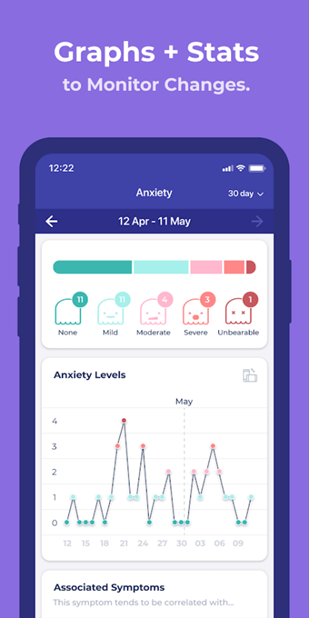 Graphs + Stats
to Monitor Changes.
12:22
Anxiety
30 day
12 Apr - 11 May
11
11
4
3
1
None
Mild
Moderate
Severe
Unbearable
Anxiety Levels
May
4
3
2
1
0
12 15 18 21 24 27 30 03 06 09
Associated Symptoms
This symptom tends to be correlated with...